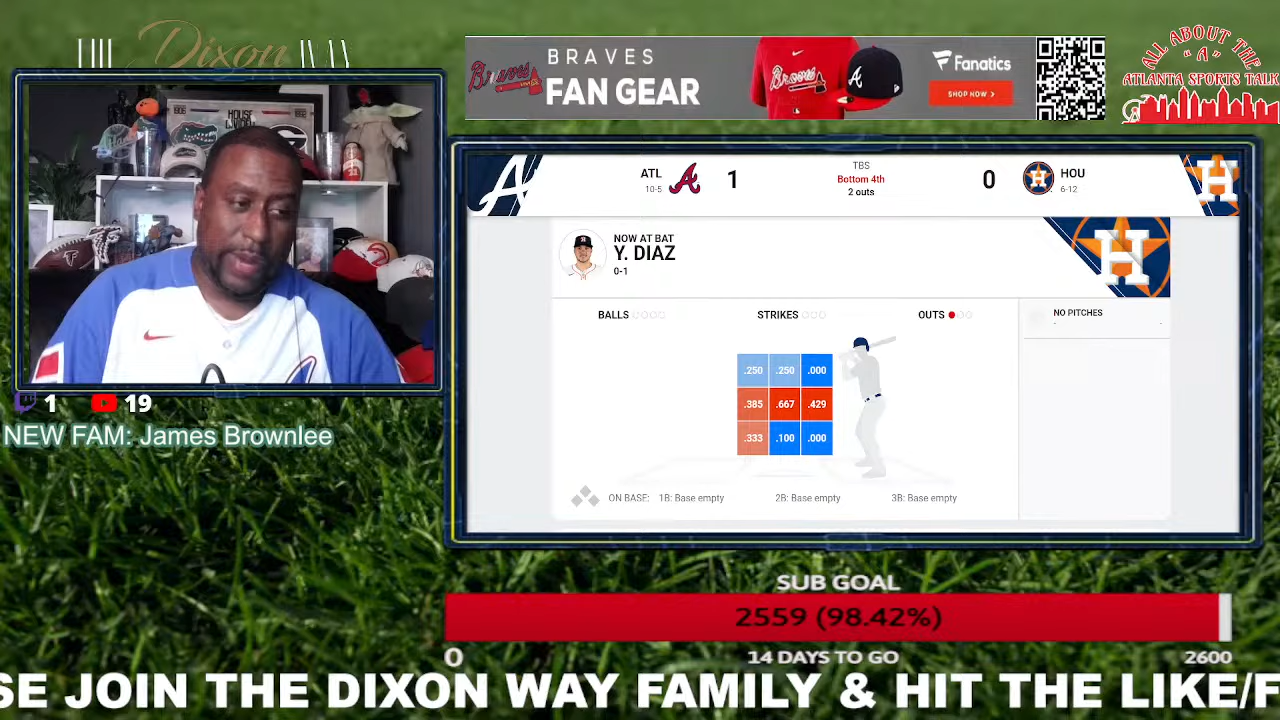 Dixon
BRAVES
FAN GEAR
Braves
Braves
Fanatics
SHOP NOW >
ALL ABOUT THE
"A"
ATLANTA SPORTS TALK
HOUSE
DIVIDED
ATL
10-5
1
TBS
Bottom 4th
2 outs
0
HOU
6-12
NOW AT BAT
Y. DIAZ
0-1
BALLS
STRIKES
OUTS
NO PITCHES
-
-
.250 .250 .000
.385 .667 .429
.333 .100 .000
ON BASE: 1B: Base empty 2B: Base empty 3B: Base empty
1 19
NEW FAM: James Brownlee
SUB GOAL
2559 (98.42%)
0 14 DAYS TO GO 2600
SE JOIN THE DIXON WAY FAMILY & HIT THE LIKE/F